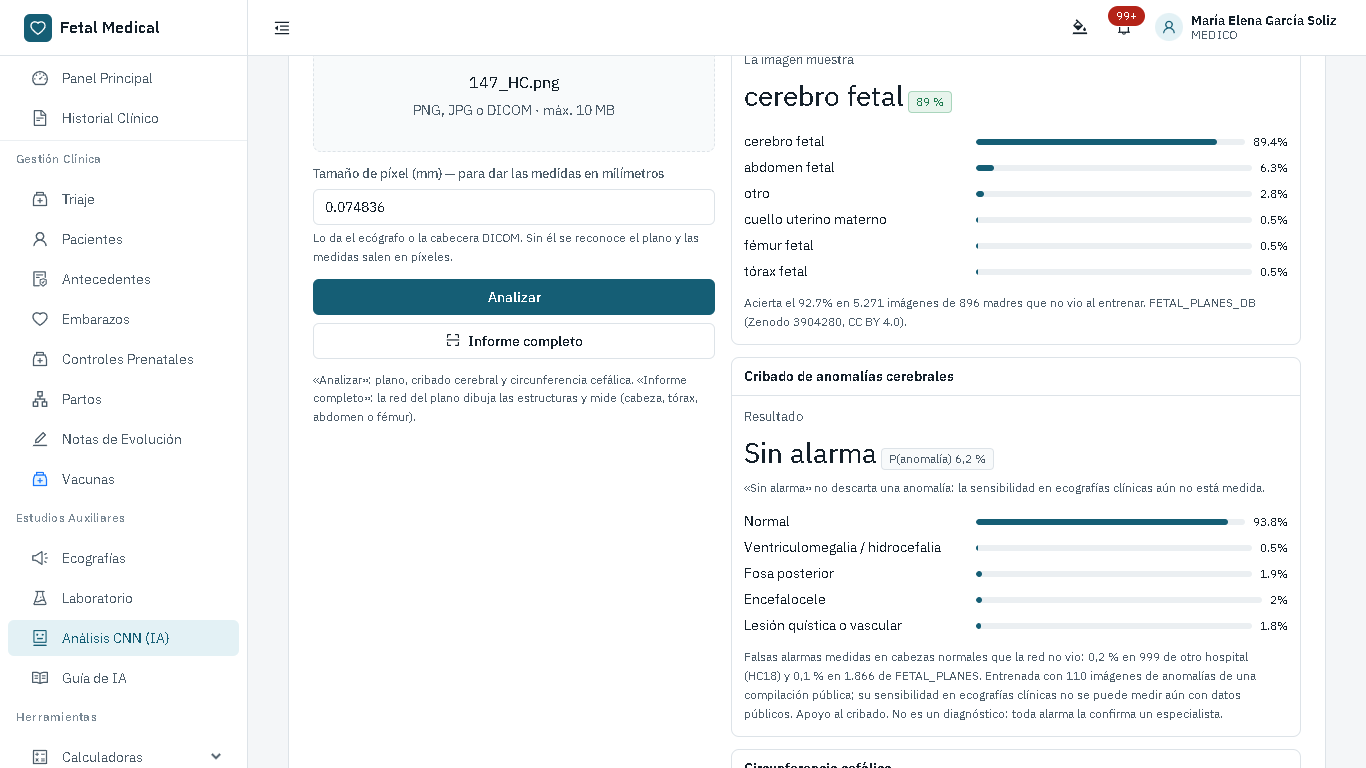 Fetal Medical
99+
María Elena García Soliz
MEDICO
Panel Principal
Historial Clínico
Gestión Clínica
Triaje
Pacientes
Antecedentes
Embarazos
Controles Prenatales
Partos
Notas de Evolución
Vacunas
Estudios Auxiliares
Ecografías
Laboratorio
Análisis CNN (IA)
Guía de IA
Herramientas
Calculadoras
147_HC.png
PNG, JPG o DICOM · máx. 10 MB
Tamaño de píxel (mm) — para dar las medidas en milímetros
0.074836
Lo da el ecógrafo o la cabecera DICOM. Sin él se reconoce el plano y las
medidas salen en píxeles.
Analizar
Informe completo
«Analizar»: plano, cribado cerebral y circunferencia cefálica. «Informe
completo»: la red del plano dibuja las estructuras y mide (cabeza, tórax,
abdomen o fémur).
La imagen muestra
cerebro fetal 89 %
cerebro fetal 89.4%
abdomen fetal 6.3%
otro 2.8%
cuello uterino materno 0.5%
fémur fetal 0.5%
tórax fetal 0.5%
Acierta el 92.7% en 5.271 imágenes de 896 madres que no vio al entrenar. FETAL_PLANES_DB
(Zenodo 3904280, CC BY 4.0).
Cribado de anomalías cerebrales
Resultado
Sin alarma P(anomalía) 6,2 %
«Sin alarma» no descarta una anomalía: la sensibilidad en ecografías clínicas aún no está medida.
Normal 93.8%
Ventriculomegalia / hidrocefalia 0.5%
Fosa posterior 1.9%
Encefalocele 2%
Lesión quística o vascular 1.8%
Falsas alarmas medidas en cabezas normales que la red no vio: 0,2 % en 999 de otro hospital
(HC18) y 0,1 % en 1.866 de FETAL_PLANES. Entrenada con 110 imágenes de anomalías de una
compilación pública; su sensibilidad en ecografías clínicas no se puede medir aún con datos
públicos. Apoyo al cribado. No es un diagnóstico: toda alarma la confirma un especialista.
Circunferencia cefálica